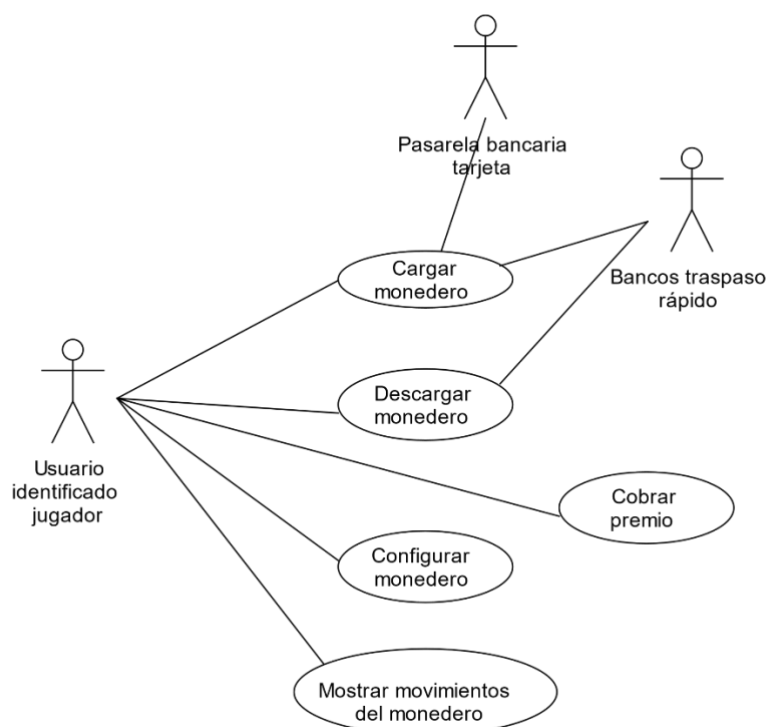 Pasarela bancaria
tarjeta
Bancos traspaso
rápido
Cargar
monedero
Descargar
monedero
Usuario
identificado
jugador
Cobrar
premio
Configurar
monedero
Mostrar movimientos
del monedero